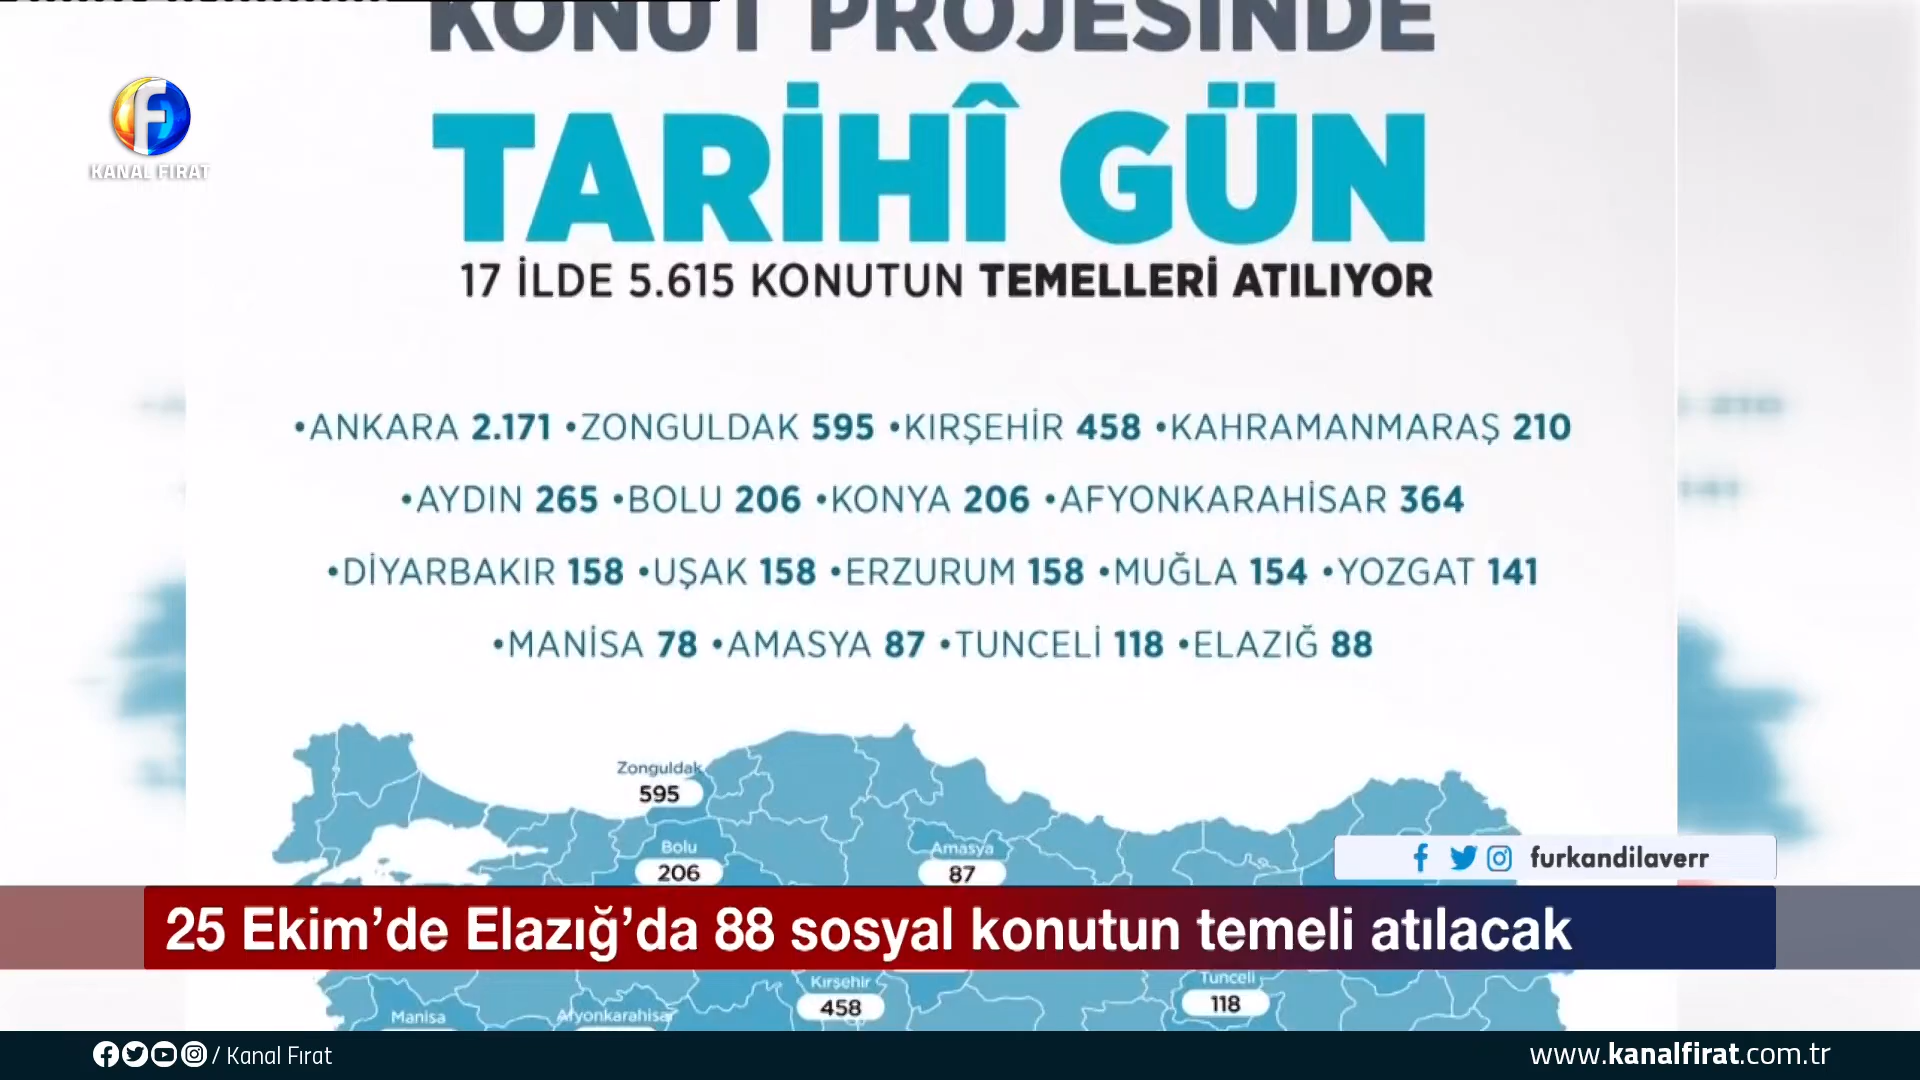 KONUT PROJESİNDE
TARİHÎ GÜN
17 İLDE 5.615 KONUTUN TEMELLERİ ATILIYOR
KANAL FIRAT
•ANKARA 2.171 •ZONGULDAK 595 •KIRŞEHİR 458 •KAHRAMANMARAŞ 210
•AYDIN 265 •BOLU 206 •KONYA 206 •AFYONKARAHİSAR 364
•DİYARBAKIR 158 •UŞAK 158 •ERZURUM 158 •MUĞLA 154 •YOZGAT 141
•MANİSA 78 •AMASYA 87 •TUNCELİ 118 •ELAZIĞ 88
Zonguldak
595
Bolu
206
Amasya
87
furkandilaverr
25 Ekim’de Elazığ’da 88 sosyal konutun temeli atılacak
Kırşehir
458
Tunceli
118
Manisa
Afyonkarahisar
/ Kanal Fırat
www.kanalfirat.com.tr